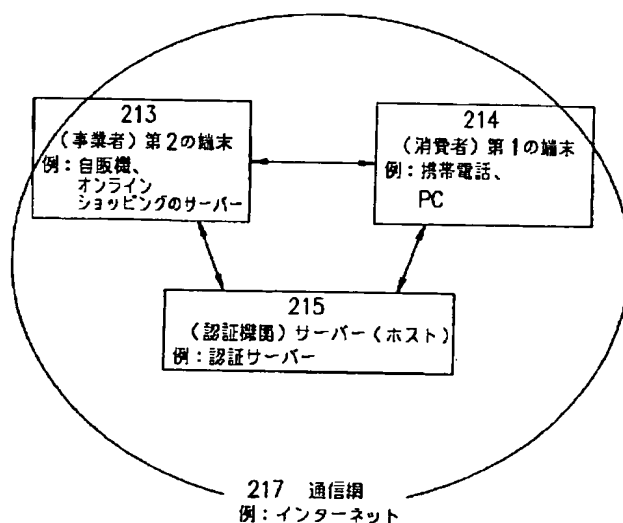 213
(事業者)第2の端末
例:自販機、
オンライン
ショッピングのサーバー
214
(消費者)第1の端末
例:携帯電話、
PC
215
(認証機関)サーバー(ホスト)
例:認証サーバー
217 通信網
例:インターネット